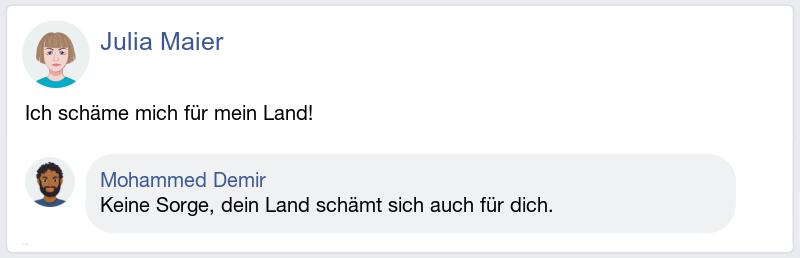 Julia Maier
Ich schäme mich für mein Land!
Mohammed Demir
Keine Sorge, dein Land schämt sich auch für dich.